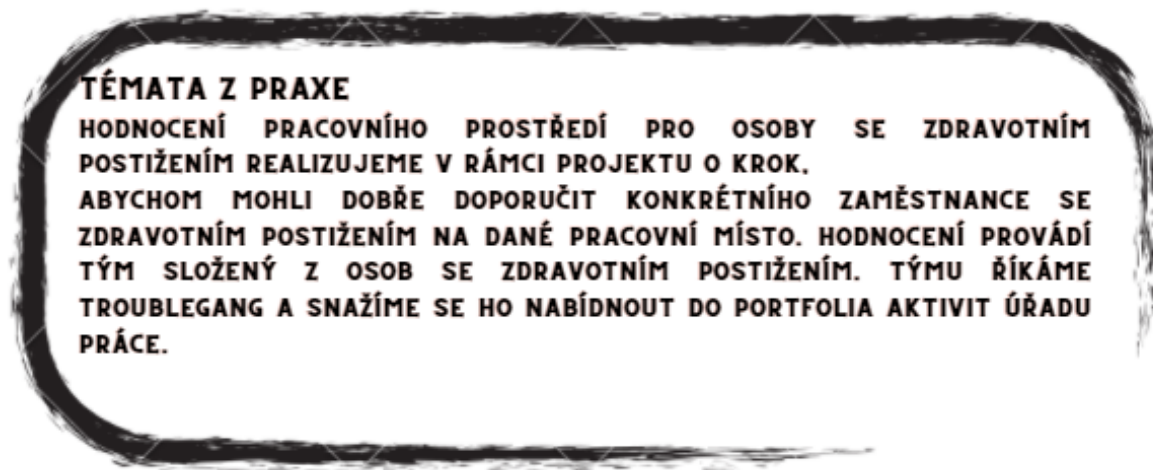 TÉMATA Z PRAXE
HODNOCENÍ PRACOVNÍHO PROSTŘEDÍ PRO OSOBY SE ZDRAVOTNÍM
POSTIŽENÍM REALIZUJEME V RÁMCI PROJEKTU O KROK.
ABYCHOM MOHLI DOBŘE DOPORUČIT KONKRÉTNÍHO ZAMĚSTNANCE SE
ZDRAVOTNÍM POSTIŽENÍM NA DANÉ PRACOVNÍ MÍSTO. HODNOCENÍ PROVÁDÍ
TÝM SLOŽENÝ Z OSOB SE ZDRAVOTNÍM POSTIŽENÍM. TÝMU ŘÍKÁME
TROUBLEGANG A SNAŽÍME SE HO NABÍDNOUT DO PORTFOLIA AKTIVIT ÚŘADU
PRÁCE.